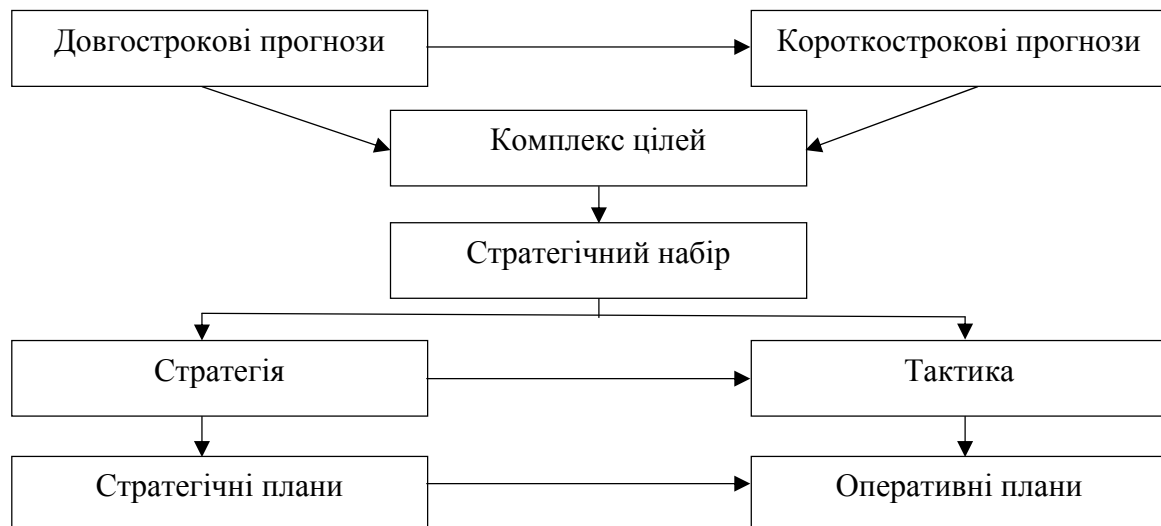 Довгострокові прогнози
Короткострокові прогнози
Комплекс цілей
Стратегічний набір
Стратегія
Тактика
Стратегічні плани
Оперативні плани